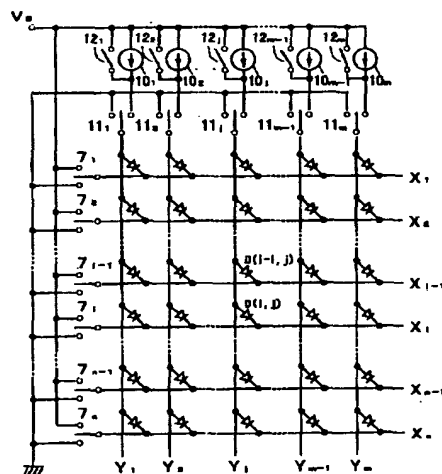 Vs
12₁ 12₂ 12ⱼ 12ₘ₋₁ 12ₘ
10₁ 10₂ 10ⱼ 10ₘ₋ 10ₘ
11₁ 11₂ 11ⱼ 11ₘ₋₁ 11ₘ
7₁ X₁
7₂ X₂
7ᵢ₋₁ D(i-1, j) Xᵢ₋₁
7ᵢ D(i, j) Xᵢ
7ₙ₋₁ Xₙ₋₁
7ₙ Xₙ
Y₁ Y₂ Yⱼ Yₘ₋₁ Yₘ